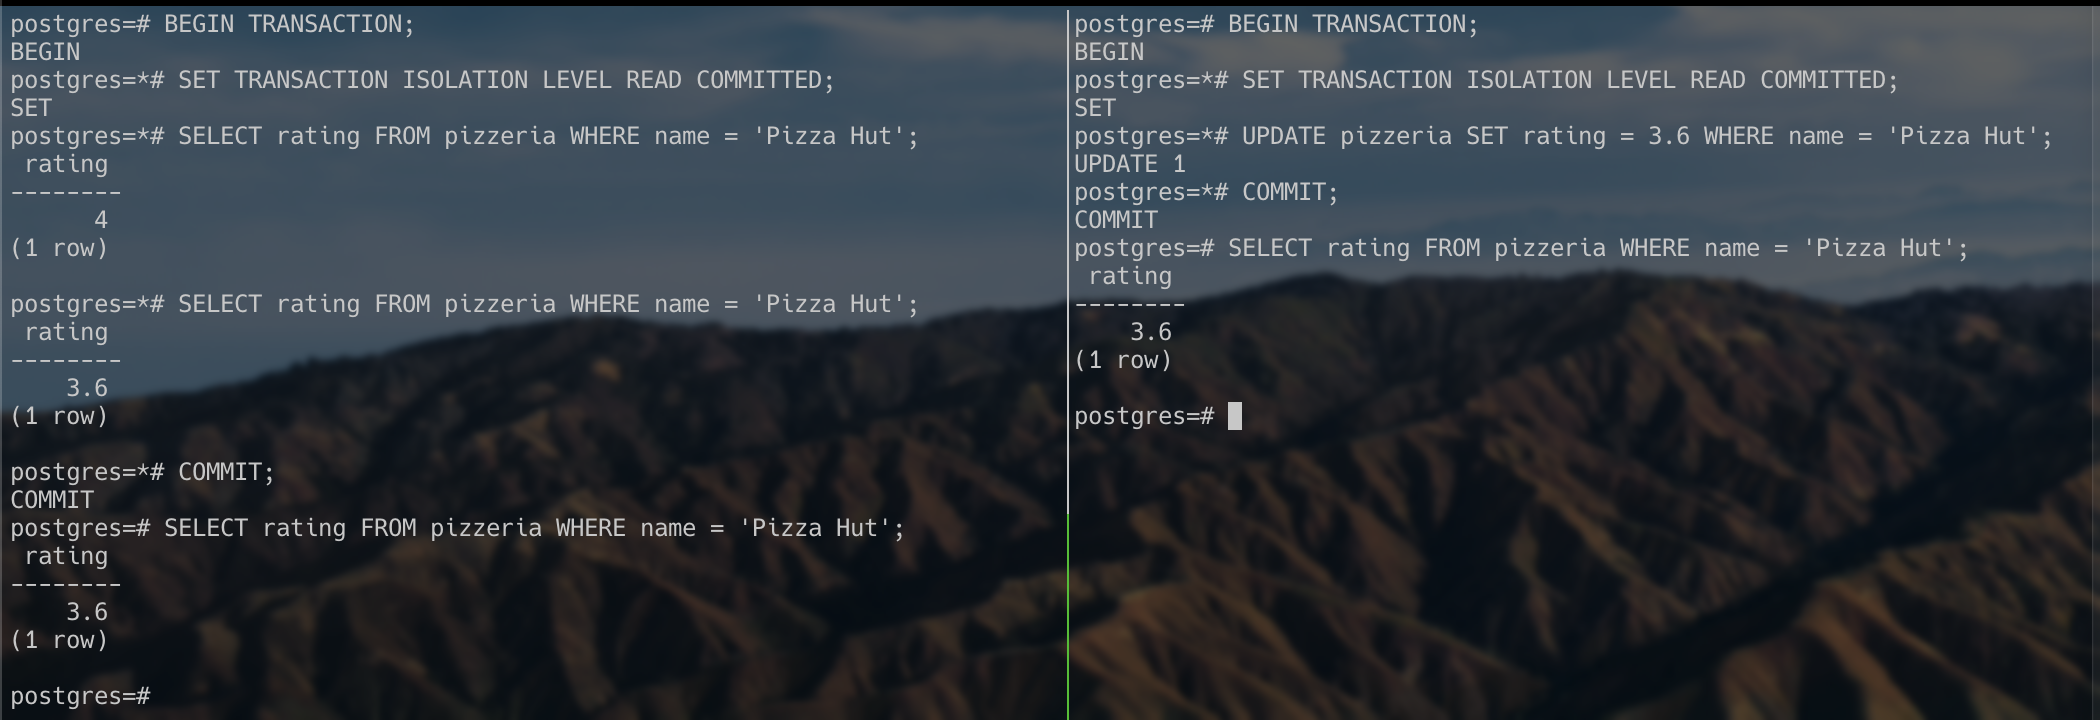 postgres=# BEGIN TRANSACTION;
BEGIN
postgres=*# SET TRANSACTION ISOLATION LEVEL READ COMMITTED;
SET
postgres=*# SELECT rating FROM pizzeria WHERE name = 'Pizza Hut';
 rating
--------
      4
(1 row)

postgres=*# SELECT rating FROM pizzeria WHERE name = 'Pizza Hut';
 rating
--------
    3.6
(1 row)

postgres=*# COMMIT;
COMMIT
postgres=# SELECT rating FROM pizzeria WHERE name = 'Pizza Hut';
 rating
--------
    3.6
(1 row)

postgres=#
postgres=# BEGIN TRANSACTION;
BEGIN
postgres=*# SET TRANSACTION ISOLATION LEVEL READ COMMITTED;
SET
postgres=*# UPDATE pizzeria SET rating = 3.6 WHERE name = 'Pizza Hut';
UPDATE 1
postgres=*# COMMIT;
COMMIT
postgres=# SELECT rating FROM pizzeria WHERE name = 'Pizza Hut';
 rating
--------
    3.6
(1 row)

postgres=#